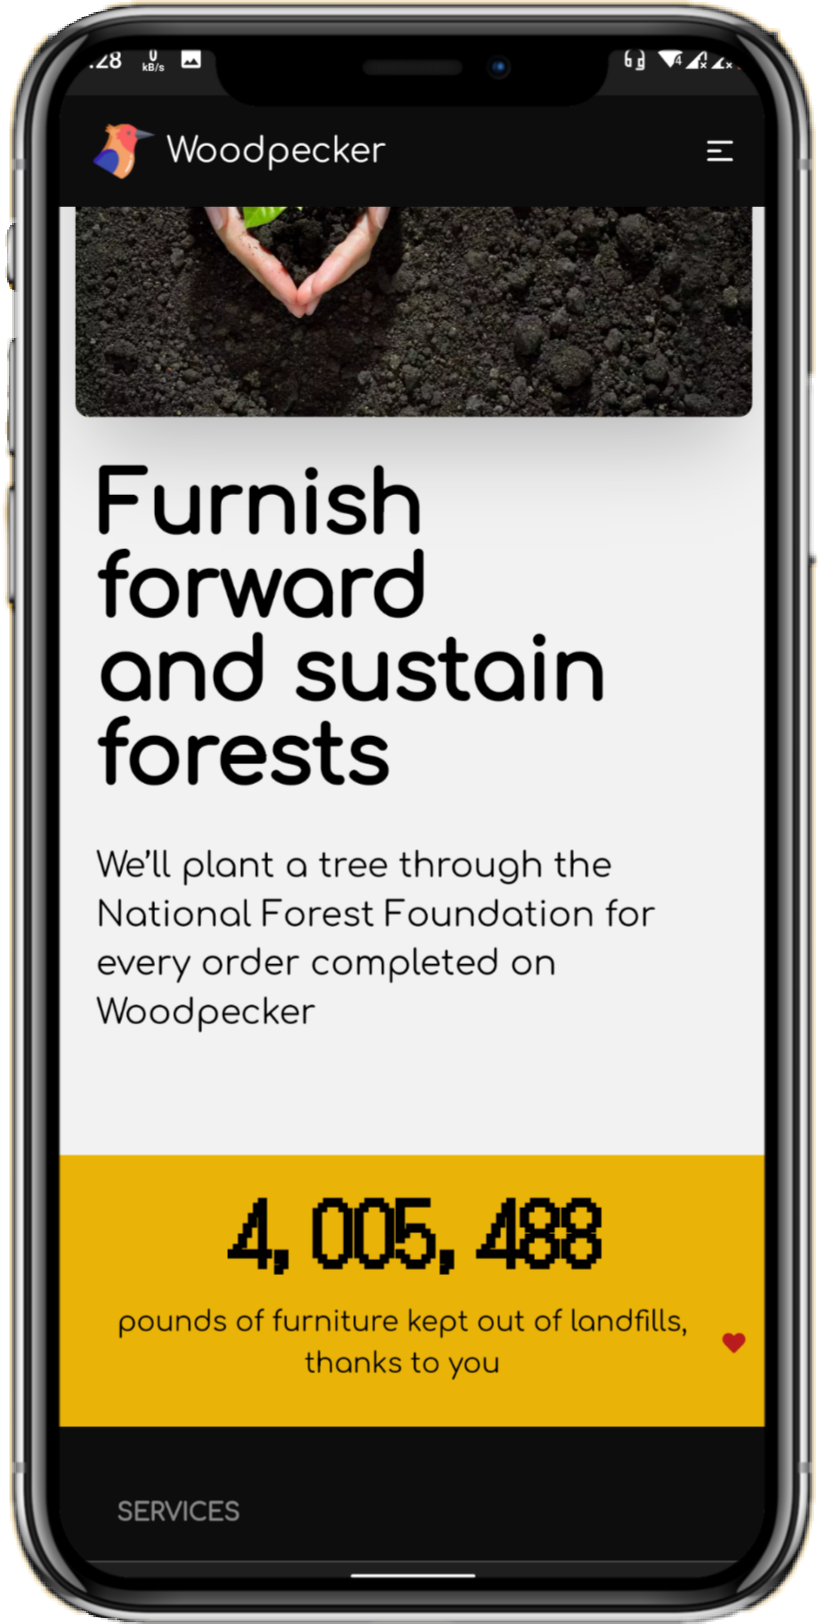 :28 0 kB/s 4
Woodpecker
Furnish
forward
and sustain
forests
We'll plant a tree through the
National Forest Foundation for
every order completed on
Woodpecker
4, 005, 488
pounds of furniture kept out of landfills,
thanks to you
SERVICES